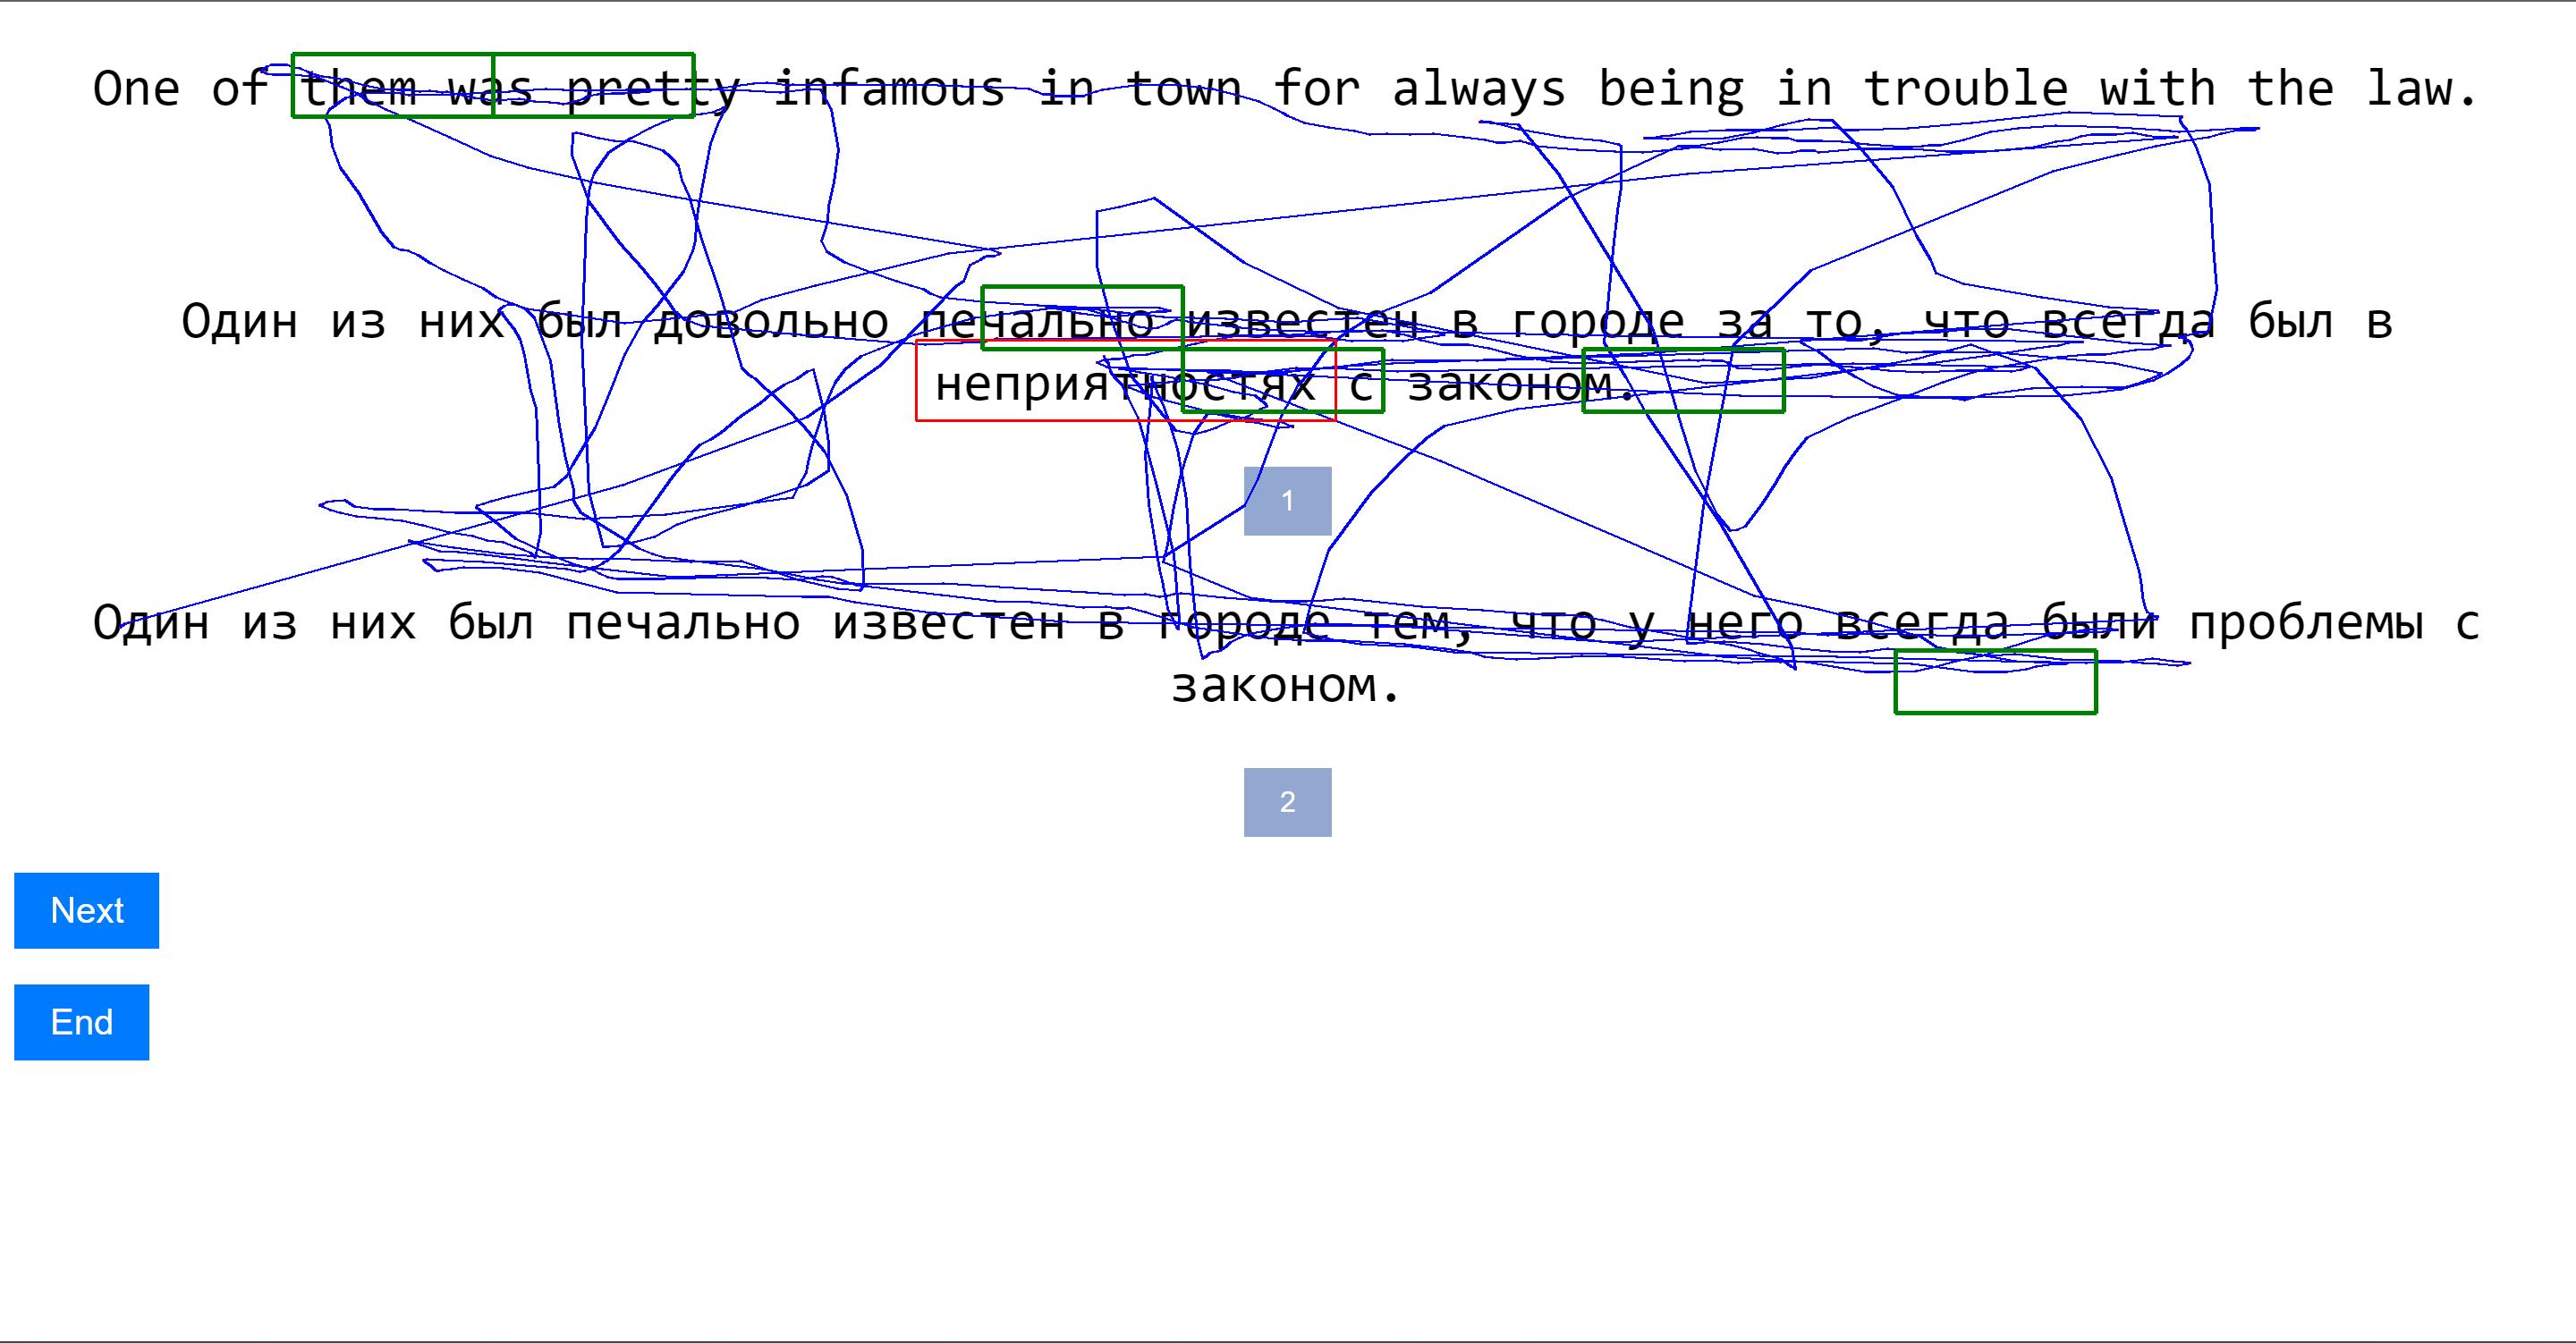 One of them was pretty infamous in town for always being in trouble with the law.
Один из них был довольно печально известен в городе за то, что всегда был в
неприятностях с законом.
1
Один из них был печально известен в городе тем, что у него всегда были проблемы с
законом.
2
Next
End